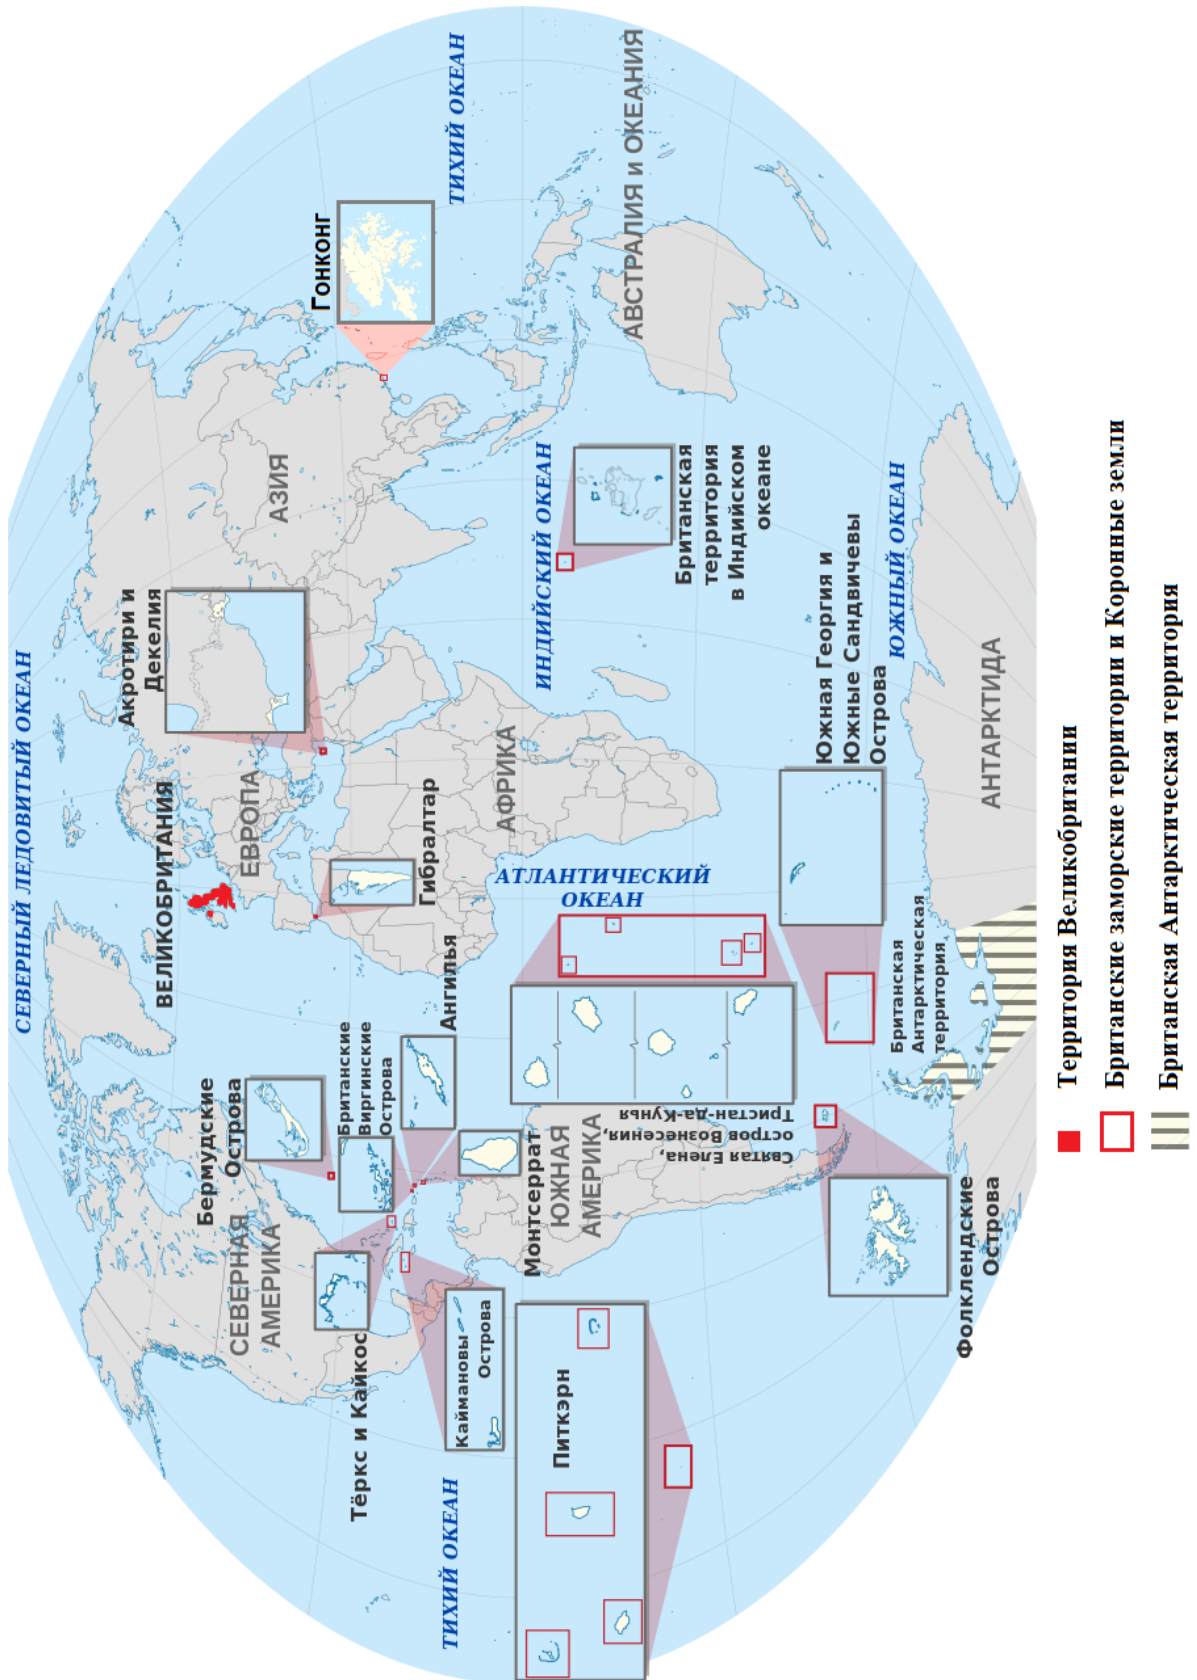 СЕВЕРНЫЙ ЛЕДОВИТЫЙ ОКЕАН
ТИХИЙ ОКЕАН
Гонконг
АЗИЯ
Акротири и
Декелия
ВЕЛИКОБРИТАНИЯ
ЕВРОПА
Гибралтар
АФРИКА
Бермудские
Острова
Британские
Виргинские
Острова
Ангилья
СЕВЕРНАЯ
АМЕРИКА
Тёркс и Кайкос
Каймановы
Острова
Монтсеррат
ТИХИЙ ОКЕАН
Питкэрн
ЮЖНАЯ
АМЕРИКА
АТЛАНТИЧЕСКИЙ
ОКЕАН
Святая Елена,
остров Вознесения,
Тристан-да-Кунья
ИНДИЙСКИЙ ОКЕАН
Британская
территория
в Индийском
океане
АВСТРАЛИЯ и ОКЕАНИЯ
Южная Георгия и
Южные Сандвичевы
Острова
ЮЖНЫЙ ОКЕАН
Британская
Антарктическая
территория
Фолклендские
Острова
АНТАРКТИДА
Территория Великобритании
Британские заморские территории и Коронные земли
Британская Антарктическая территория